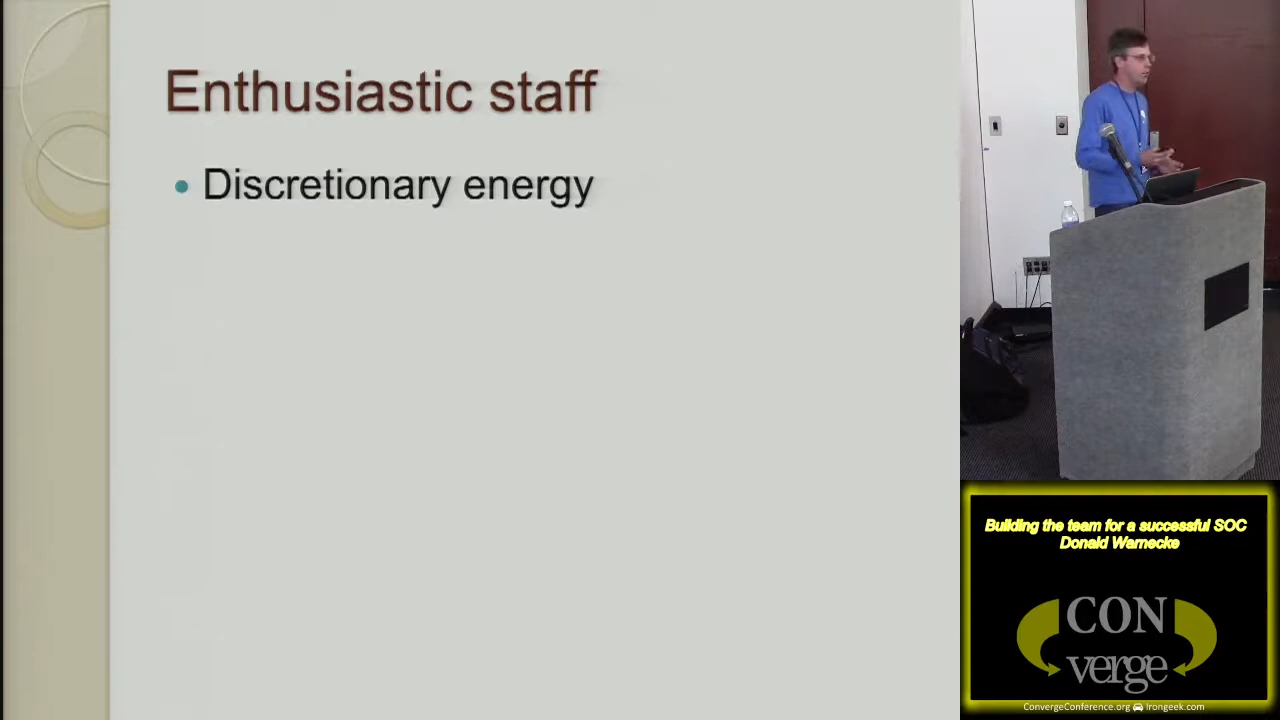 Enthusiastic staff
• Discretionary energy
Building the team for a successful SOC
Donald Warnecke
CON
verge
ConvergeConference.org Irongeek.com